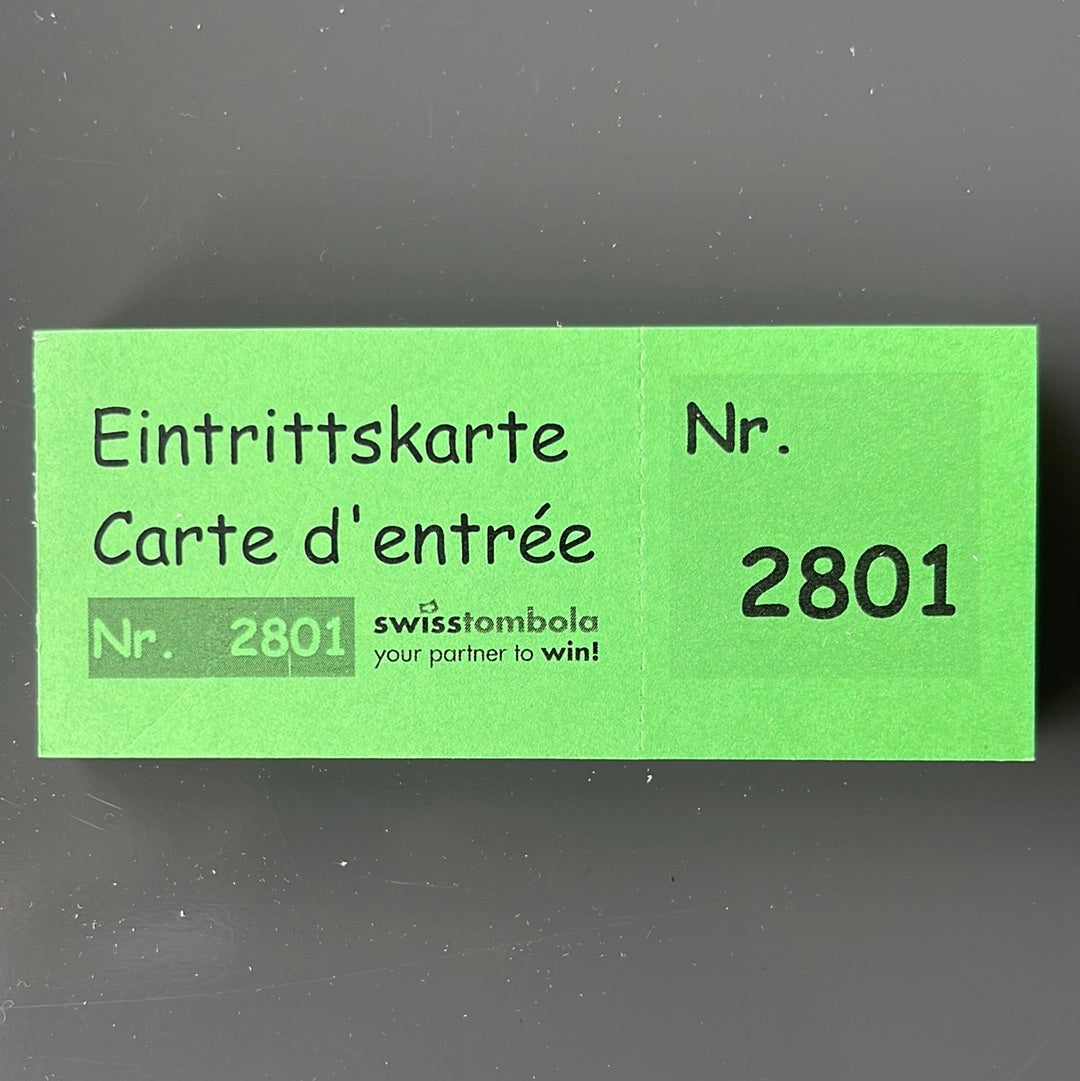 Eintrittskarte
Carte d'entrée
Nr. 2801
swisstombola
your partner to win!
Nr.
2801